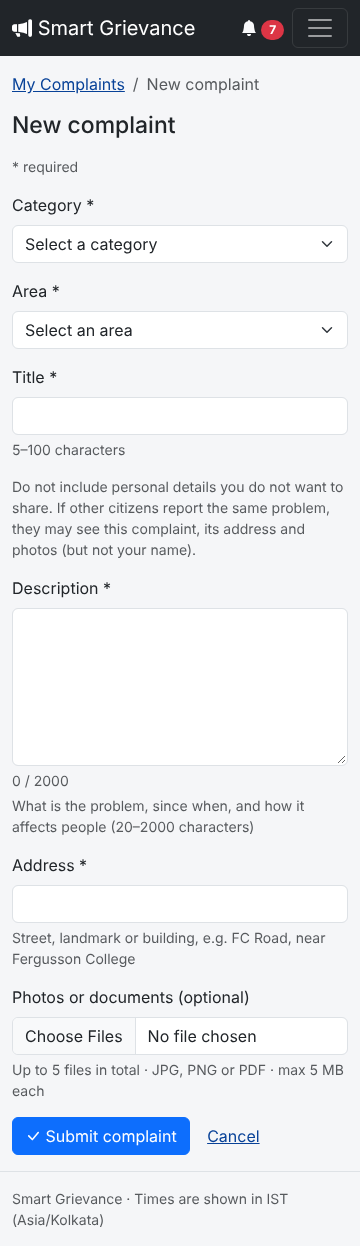 Smart Grievance
7
My Complaints / New complaint
New complaint
* required
Category *
Select a category
Area *
Select an area
Title *
5–100 characters
Do not include personal details you do not want to
share. If other citizens report the same problem,
they may see this complaint, its address and
photos (but not your name).
Description *
0 / 2000
What is the problem, since when, and how it
affects people (20–2000 characters)
Address *
Street, landmark or building, e.g. FC Road, near
Fergusson College
Photos or documents (optional)
Choose Files No file chosen
Up to 5 files in total · JPG, PNG or PDF · max 5 MB
each
Submit complaint Cancel
Smart Grievance · Times are shown in IST
(Asia/Kolkata)